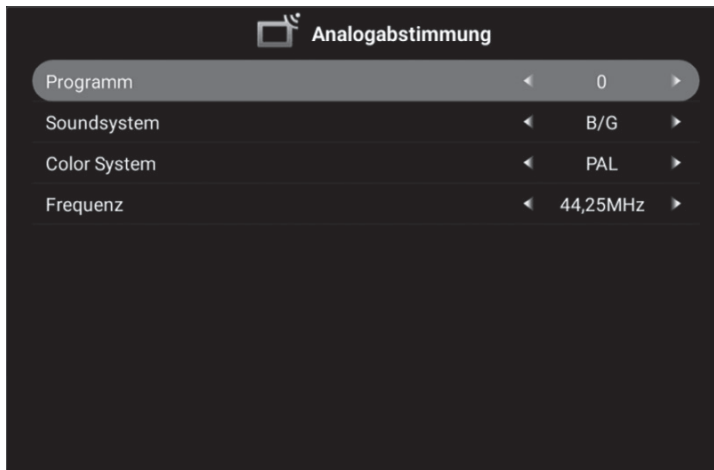 Analogabstimmung
Programm 0
Soundsystem B/G
Color System PAL
Frequenz 44,25MHz